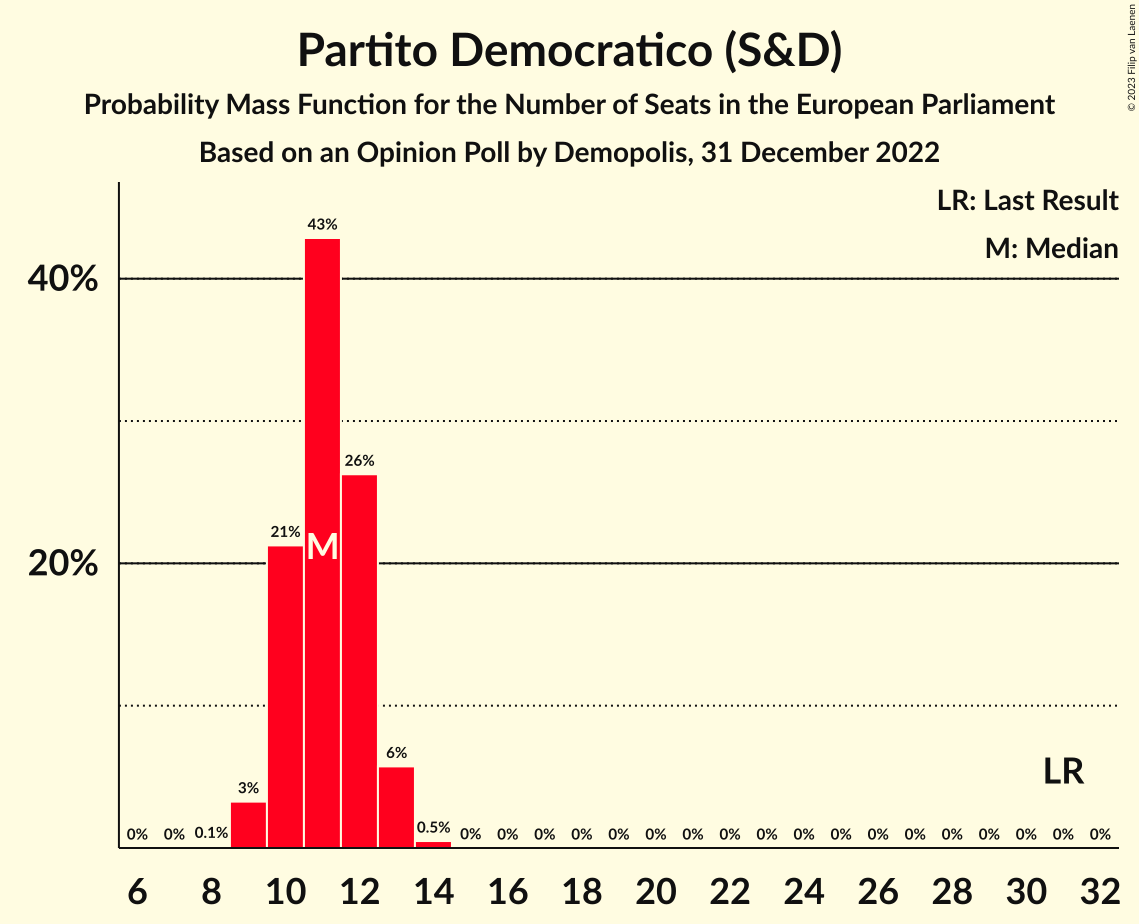 Partito Democratico (S&D)
Probability Mass Function for the Number of Seats in the European Parliament
Based on an Opinion Poll by Demopolis, 31 December 2022
© 2023 Filip van Laenen
LR: Last Result
M: Median
40%
20%
0% 0% 0.1% 3% 21% 43% 26% 6% 0.5% 0% 0% 0% 0% 0% 0% 0% 0% 0% 0% 0% 0% 0% 0% 0% 0% 0% 0%
M
LR
6 8 10 12 14 16 18 20 22 24 26 28 30 32